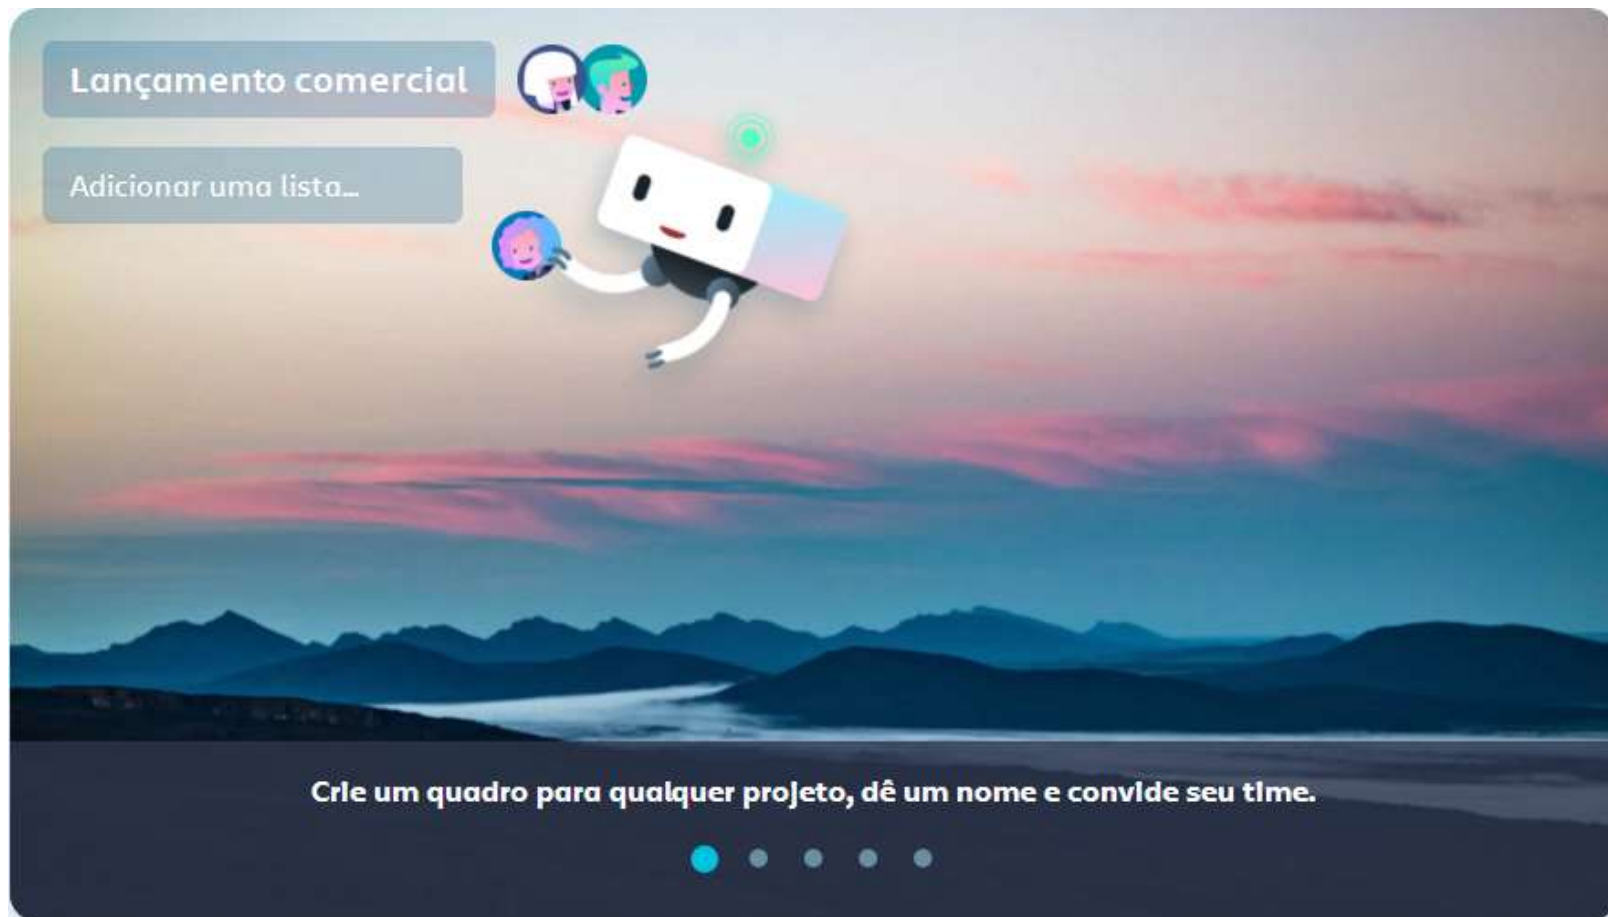 Lançamento comercial
Adicionar uma lista...
Crie um quadro para qualquer projeto, dê um nome e convide seu time.